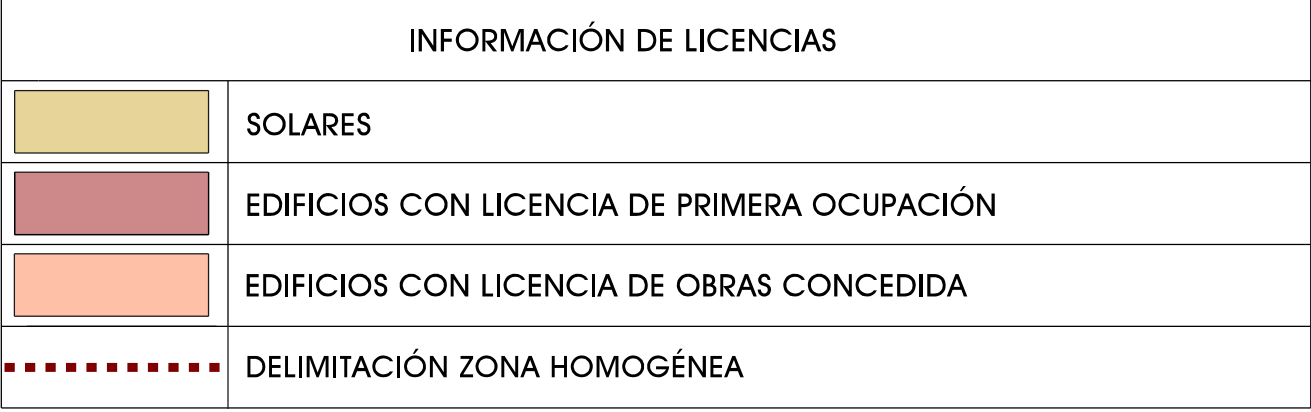 INFORMACIÓN DE LICENCIAS
SOLARES
EDIFICIOS CON LICENCIA DE PRIMERA OCUPACIÓN
EDIFICIOS CON LICENCIA DE OBRAS CONCEDIDA
DELIMITACIÓN ZONA HOMOGÉNEA